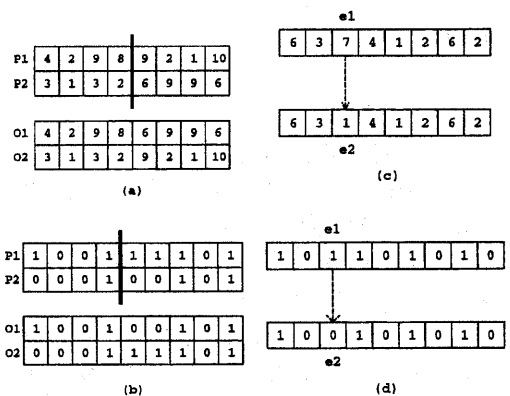 P1 4 2 9 8 9 2 1 10
P2 3 1 3 2 6 9 9 6
O1 4 2 9 8 6 9 9 6
O2 3 1 3 2 9 2 1 10
(a)
e1
6 3 7 4 1 2 6 2
6 3 1 4 1 2 6 2
e2
(c)
P1 1 0 0 1 1 1 1 0 1
P2 0 0 0 1 0 0 1 0 1
O1 1 0 0 1 0 0 1 0 1
O2 0 0 0 1 1 1 1 0 1
(b)
e1
1 0 1 1 0 1 0 1 0
1 0 0 1 0 1 0 1 0
e2
(d)